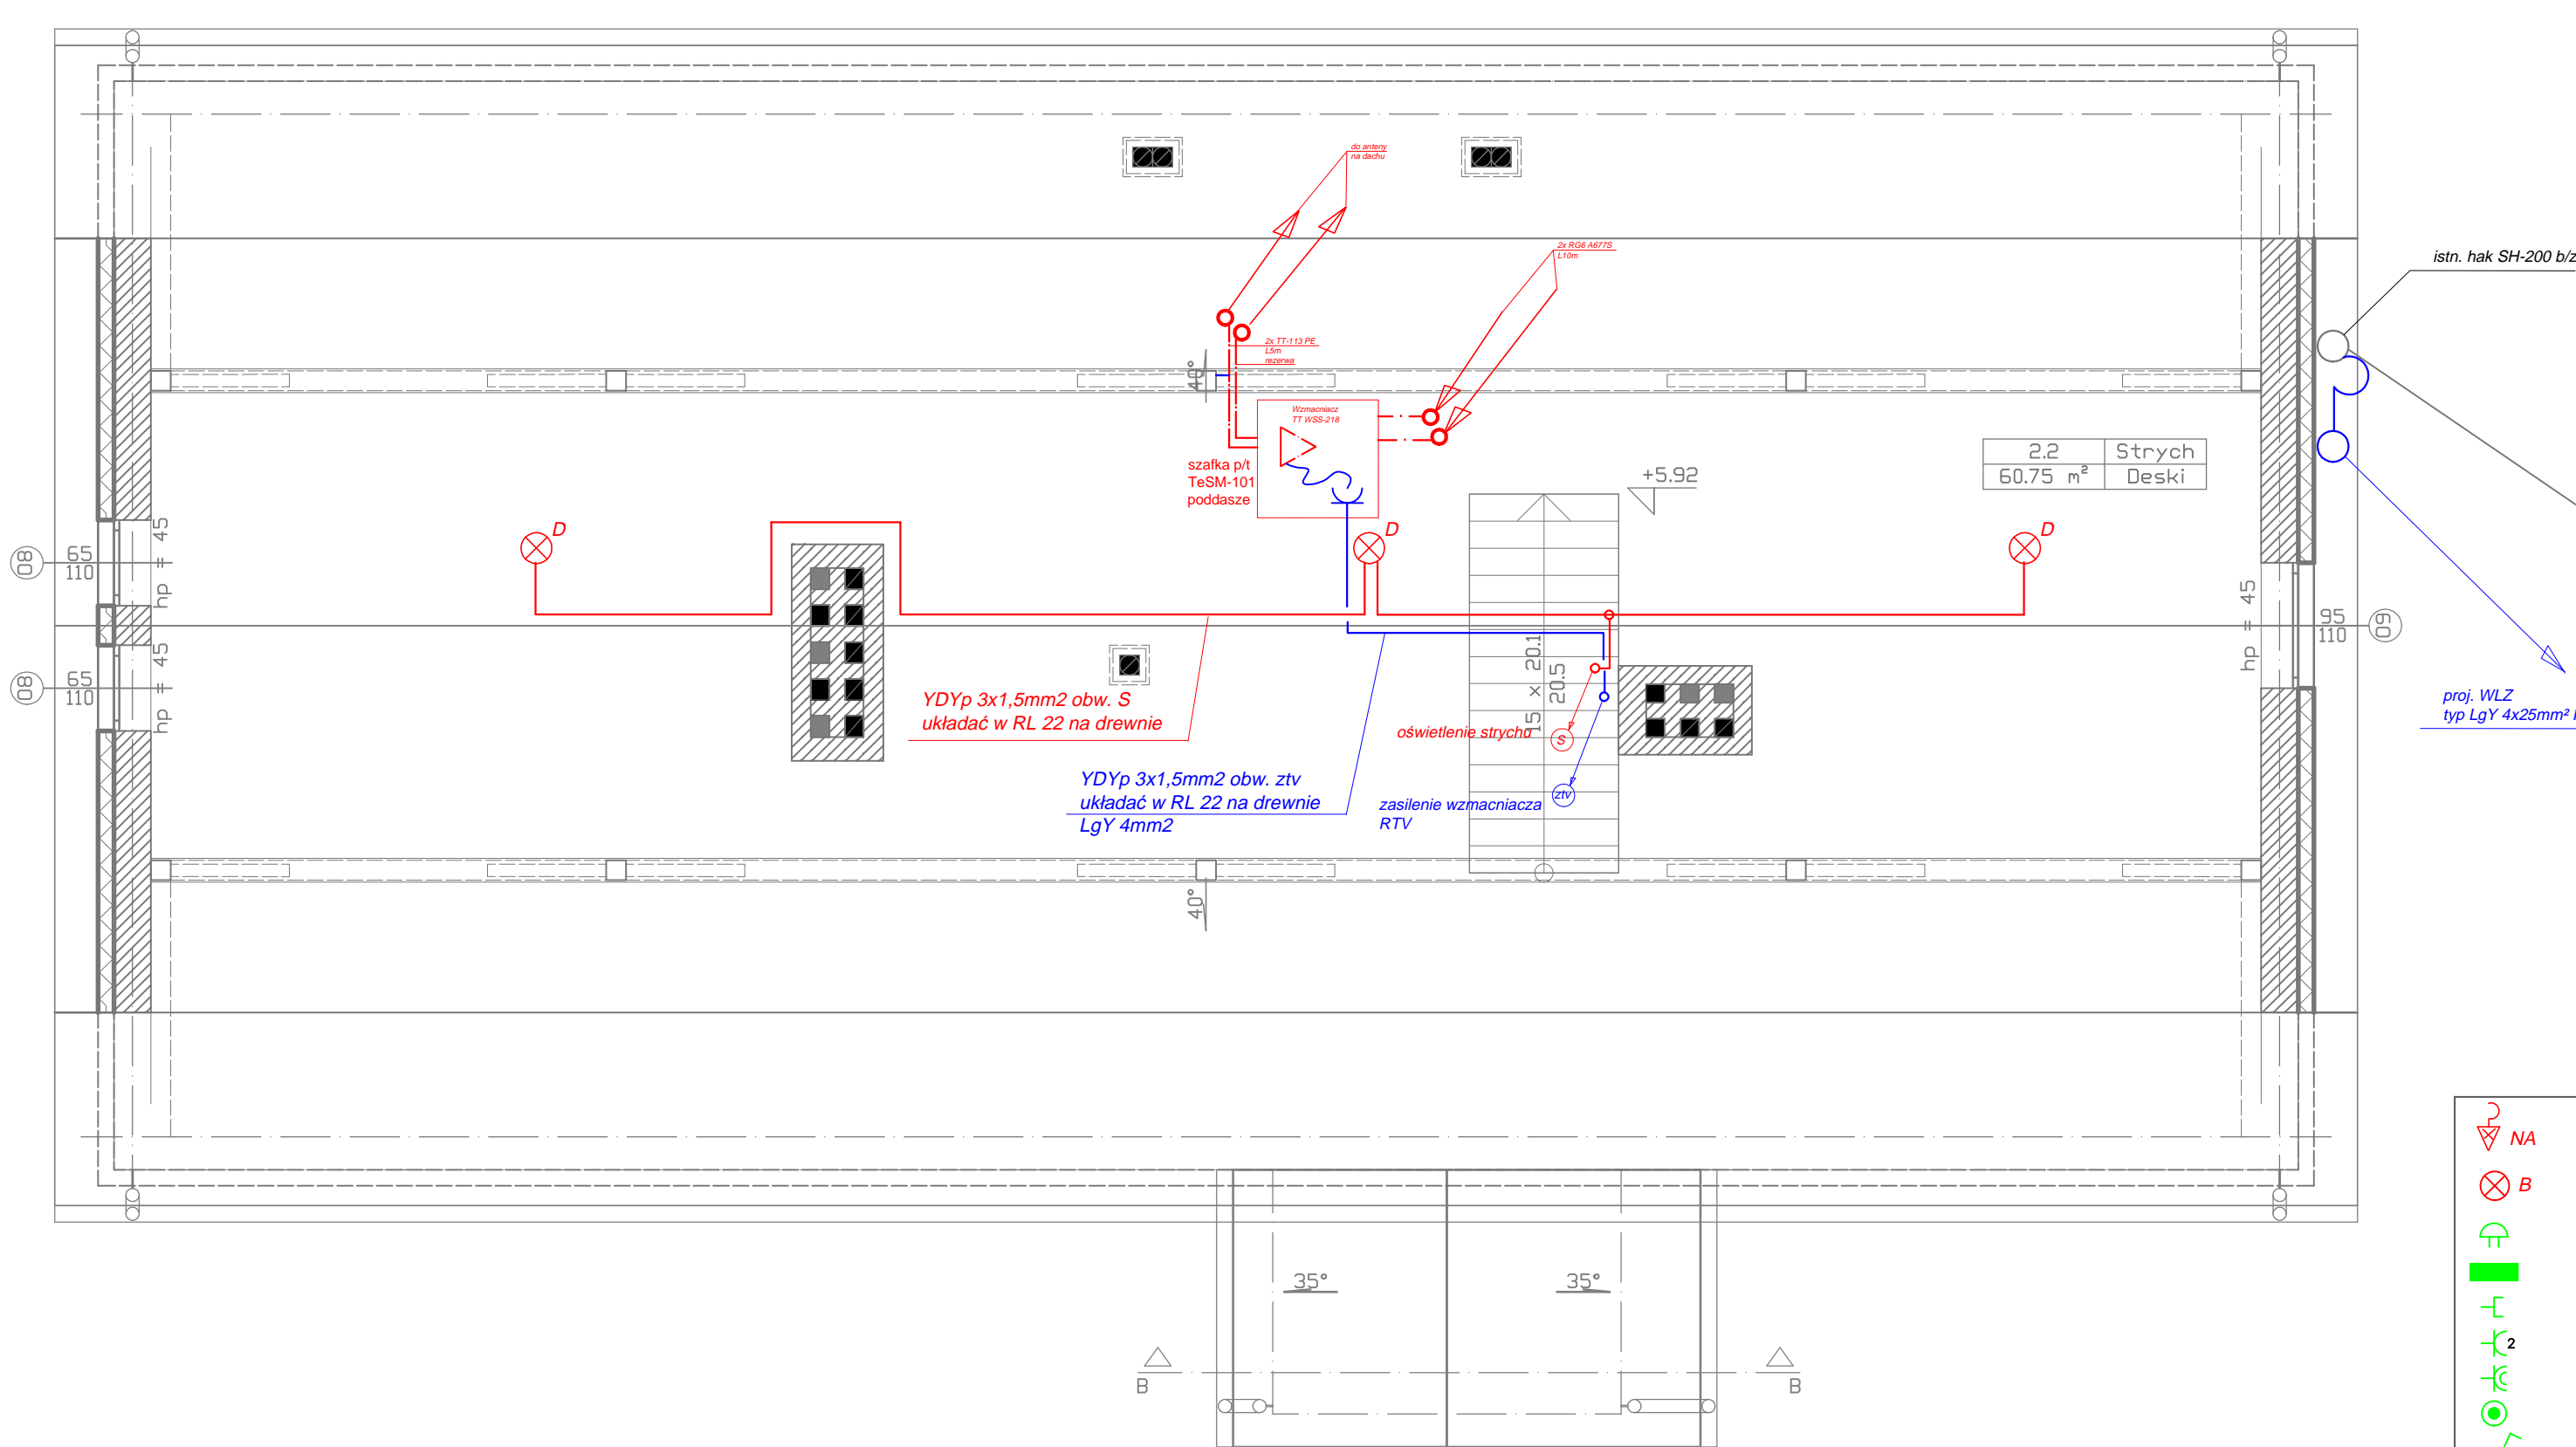 do anteny
na dachu
2x RG6 A677S
L10m
istn. hak SH-200 b/z
2x TT-113 PE
L5m
rezerwa
40°
Wzmacniacz
TT WSS-218
szafka p/t
TeSM-101
poddasze
2.2 Strych
60.75 m² Deski
+5.92
D
D
D
08
65
110
hp = 45
08
65
110
hp = 45
hp = 45
95
110
09
15 x 20.1
20.5
YDYp 3x1,5mm2 obw. S
układać w RL 22 na drewnie
oświetlenie strychu
S
proj. WLZ
typ LgY 4x25mm²
YDYp 3x1,5mm2 obw. ztv
układać w RL 22 na drewnie
LgY 4mm2
zasilenie wzmacniacza
RTV
ztv
40°
NA
B
2
35°
35°
B
B